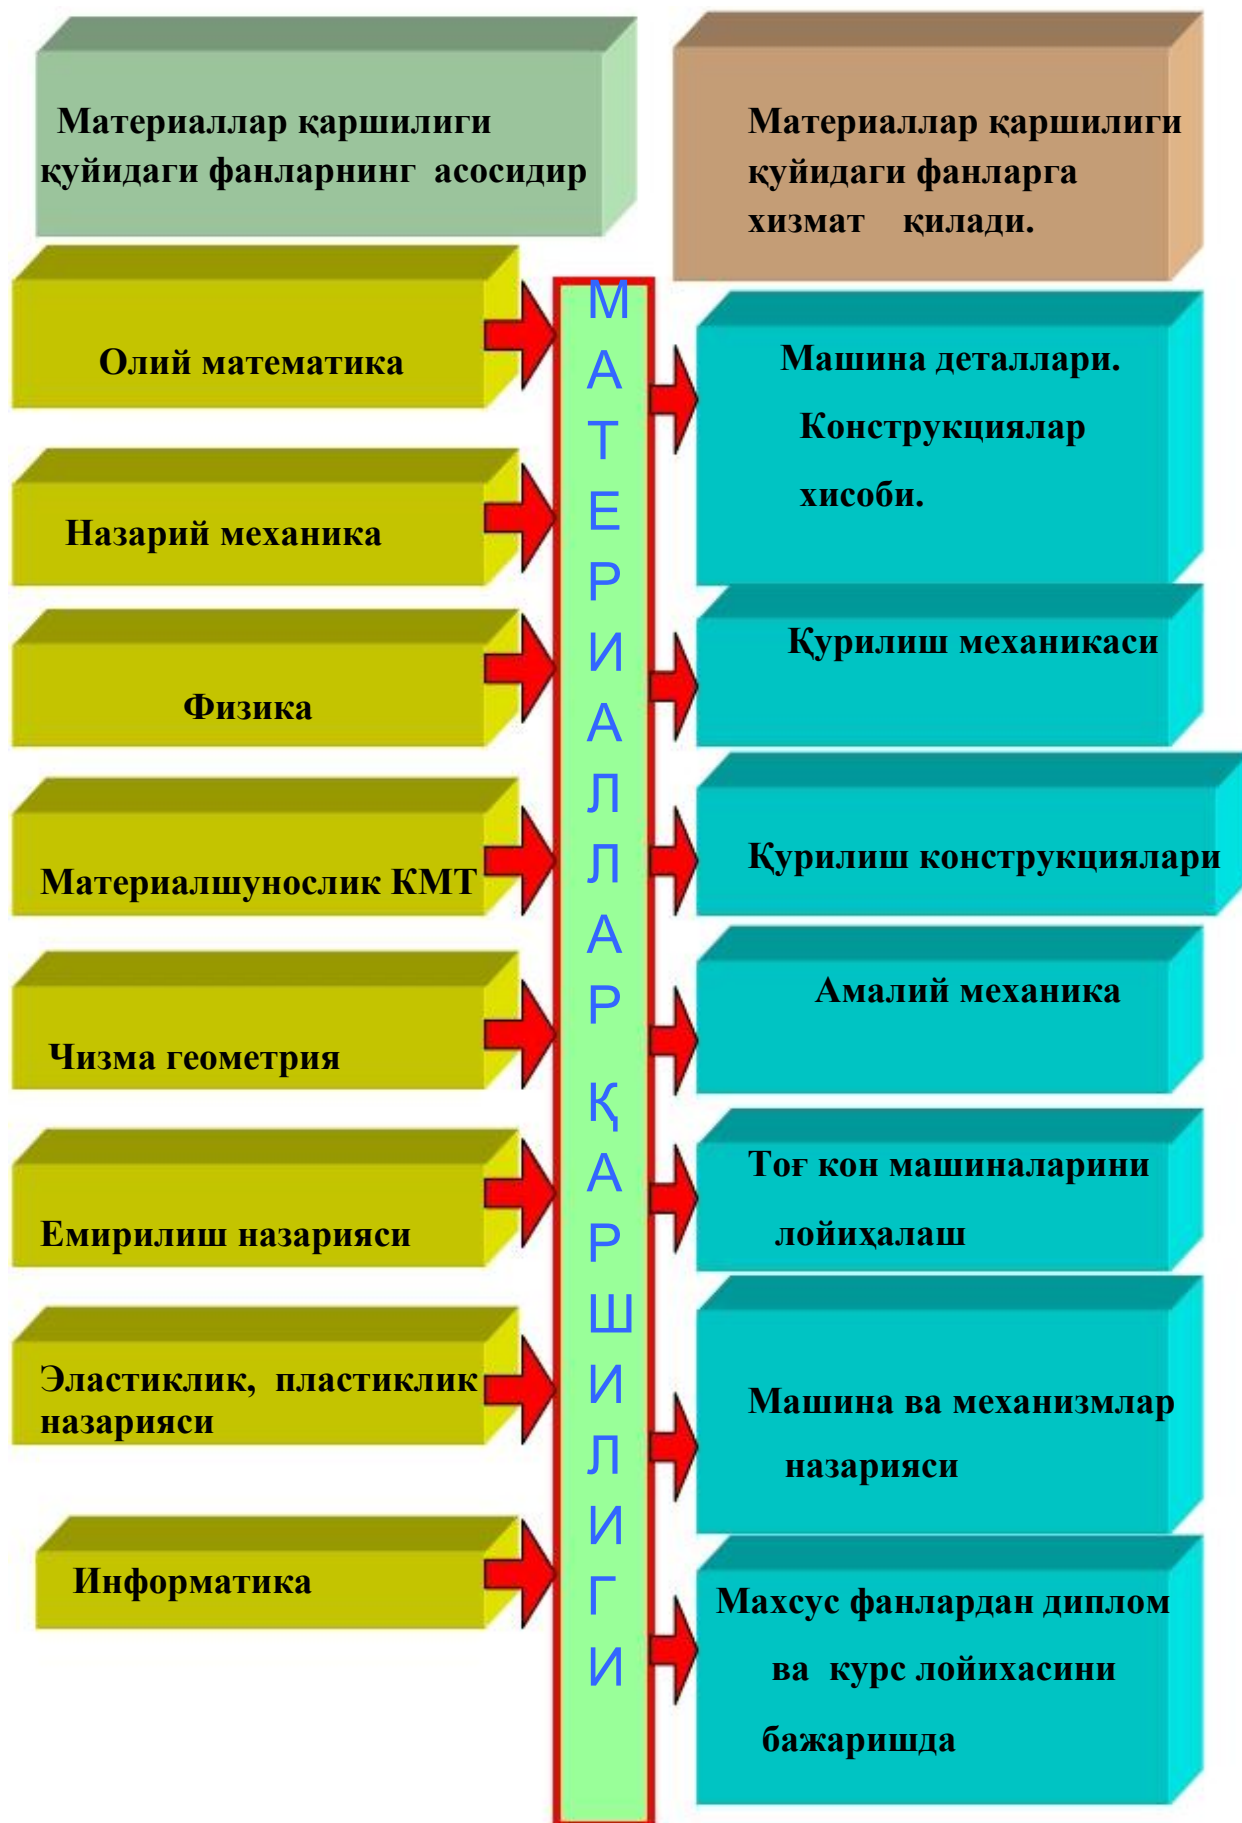 Материаллар қаршилиги
қуйидаги фанларнинг асосидир
Материаллар қаршилиги
қуйидаги фанларга
хизмат қилади.
Олий математика
Назарий механика
Физика
Материалшунослик КМТ
Чизма геометрия
Емирилиш назарияси
Эластиклик, пластиклик
назарияси
Информатика
МАТЕРИАЛЛАР ҚАРШИЛИГИ
Машина деталлари.
Конструкциялар
хисоби.
Қурилиш механикаси
Қурилиш конструкциялари
Амалий механика
Тоғ кон машиналарини
лойиҳалаш
Машина ва механизмлар
назарияси
Махсус фанлардан диплом
ва курс лойихасини
бажаришда